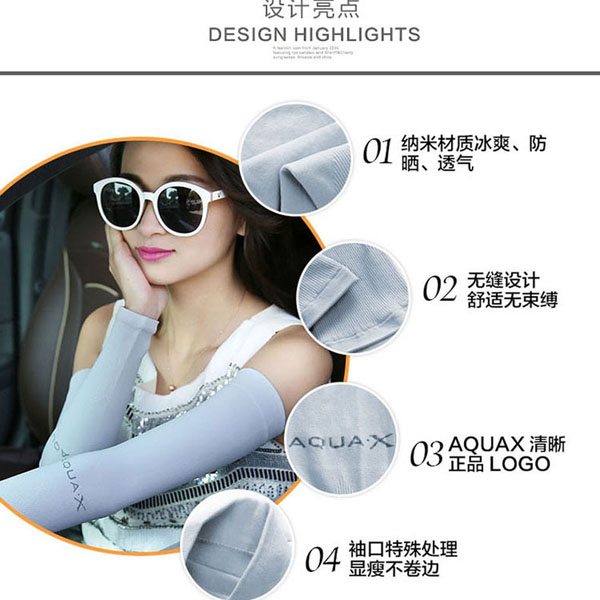 设计亮点
DESIGN HIGHLIGHTS
01 纳米材质冰爽、防
晒、透气
02 无缝设计
舒适无束缚
AQUA·X
03 AQUAX 清晰
正品 LOGO
AQUA·X
04 袖口特殊处理
显瘦不卷边